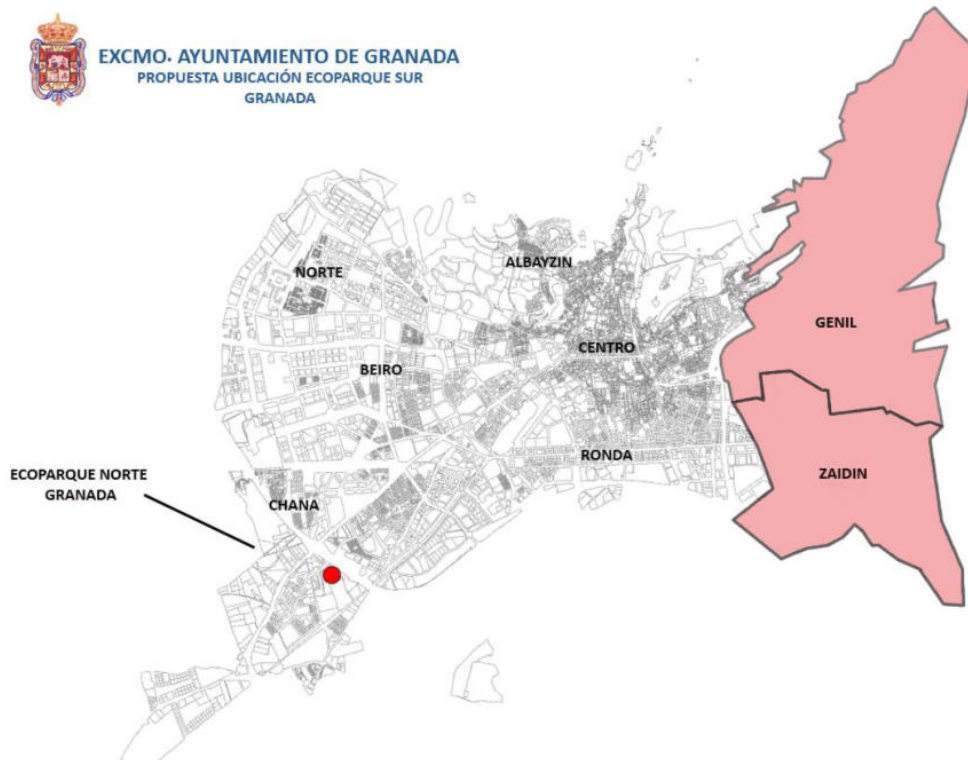 EXCMO. AYUNTAMIENTO DE GRANADA
PROPUESTA UBICACIÓN ECOPARQUE SUR
GRANADA
ALBAYZIN
NORTE
GENIL
CENTRO
BEIRO
RONDA
ZAIDIN
ECOPARQUE NORTE
GRANADA
CHANA